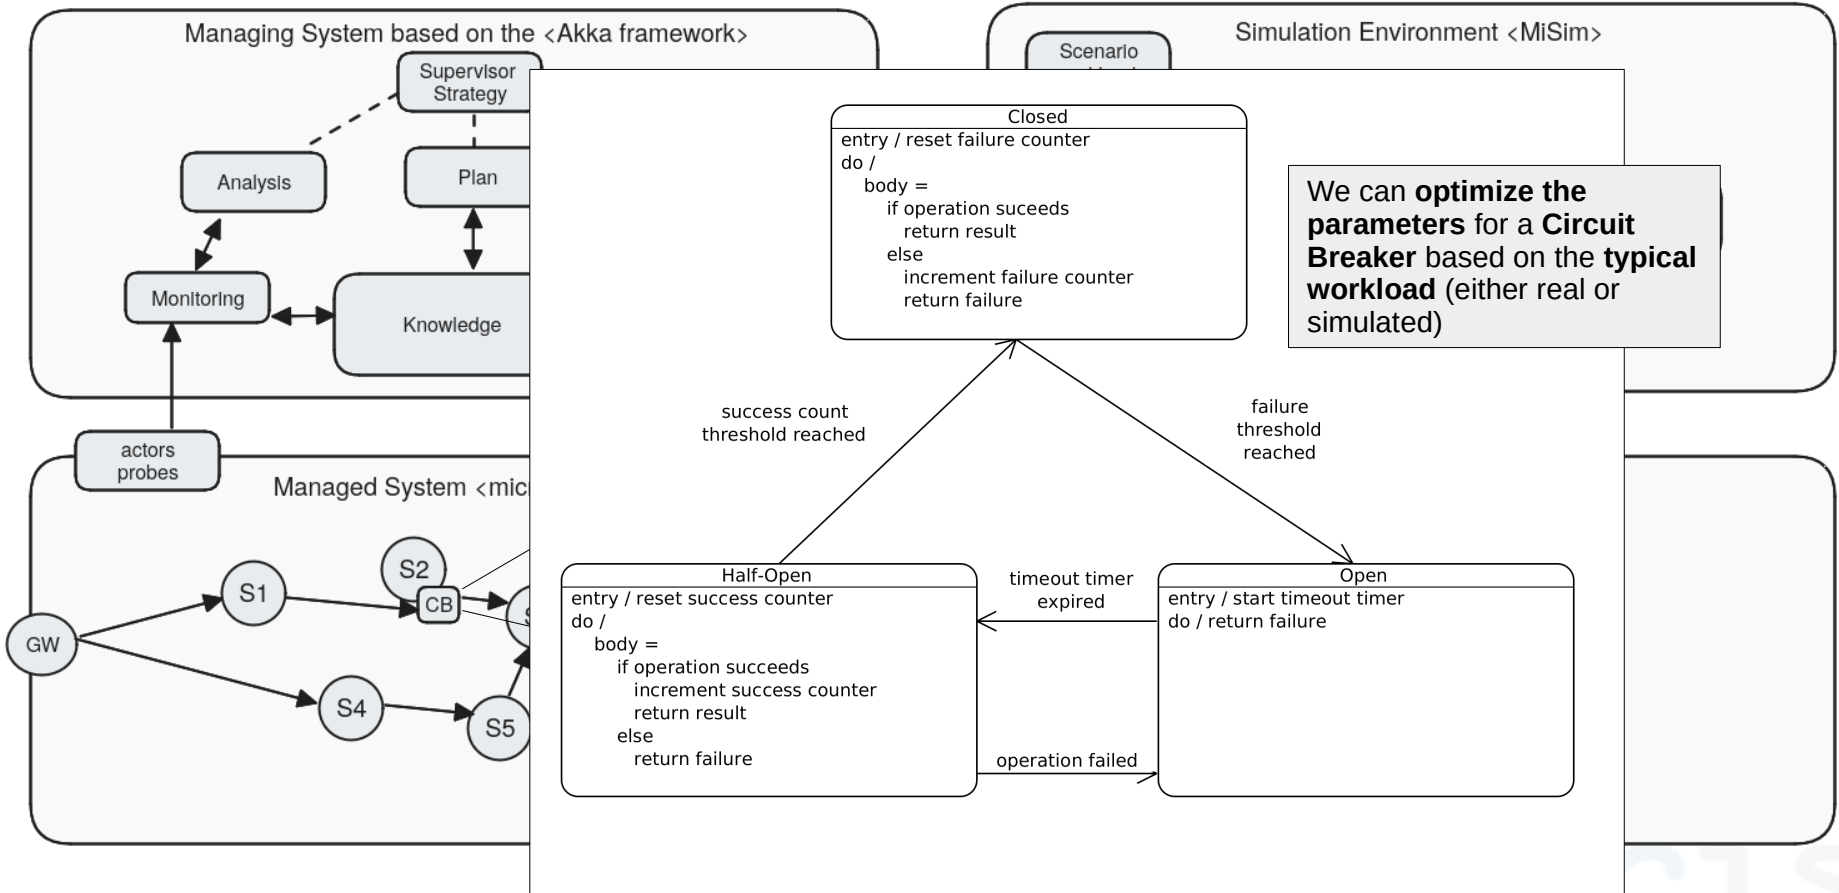 Managing System based on the <Akka framework>
Supervisor
Strategy
Analysis
Plan
Monitoring
Knowledge
actors
probes
Managed System
GW
S1
S2
CB
S4
S5
Simulation Environment <MiSim>
Scenario
Closed
entry / reset failure counter
do /
body =
if operation suceeds
return result
else
increment failure counter
return failure
We can optimize the
parameters for a Circuit
Breaker based on the typical
workload (either real or
simulated)
success count
threshold reached
failure
threshold
reached
Half-Open
entry / reset success counter
do /
body =
if operation succeeds
increment success counter
return result
else
return failure
timeout timer
expired
operation failed
Open
entry / start timeout timer
do / return failure